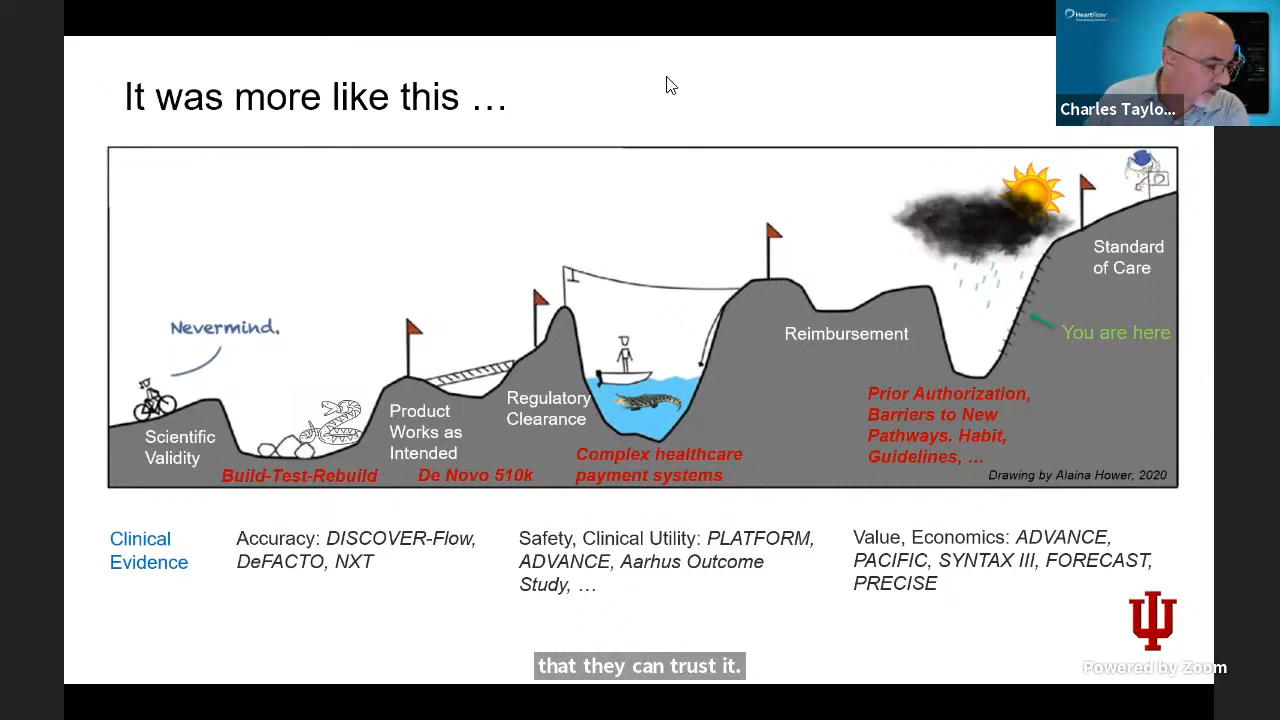 HeartFlow
Charles Taylo...
It was more like this …
Nevermind.
Scientific
Validity
Build-Test-Rebuild
Product
Works as
Intended
De Novo 510k
Regulatory
Clearance
Complex healthcare
payment systems
Reimbursement
Prior Authorization,
Barriers to New
Pathways. Habit,
Guidelines, …
Standard
of Care
You are here
Drawing by Alaina Hower, 2020
Clinical
Evidence
Accuracy: DISCOVER-Flow,
DeFACTO, NXT
Safety, Clinical Utility: PLATFORM,
ADVANCE, Aarhus Outcome
Study, …
Value, Economics: ADVANCE,
PACIFIC, SYNTAX III, FORECAST,
PRECISE
that they can trust it.
Powered by Zoom